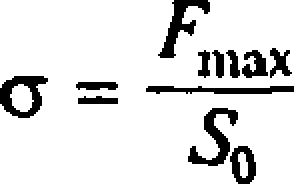 σ = F_max / S_0